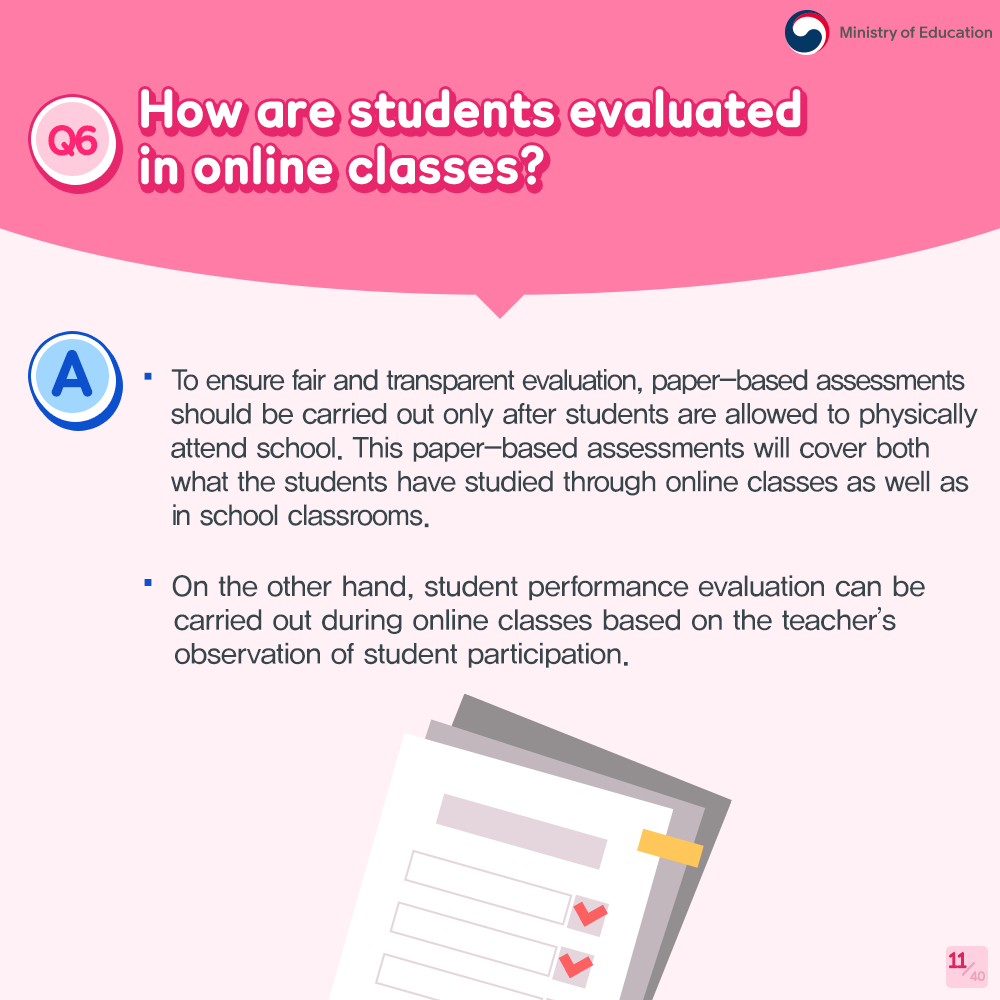 Ministry of Education
Q6
How are students evaluated
in online classes?
A
▪ To ensure fair and transparent evaluation, paper–based assessments
should be carried out only after students are allowed to physically
attend school. This paper–based assessments will cover both
what the students have studied through online classes as well as
in school classrooms.
▪ On the other hand, student performance evaluation can be
carried out during online classes based on the teacher's
observation of student participation.
11/40